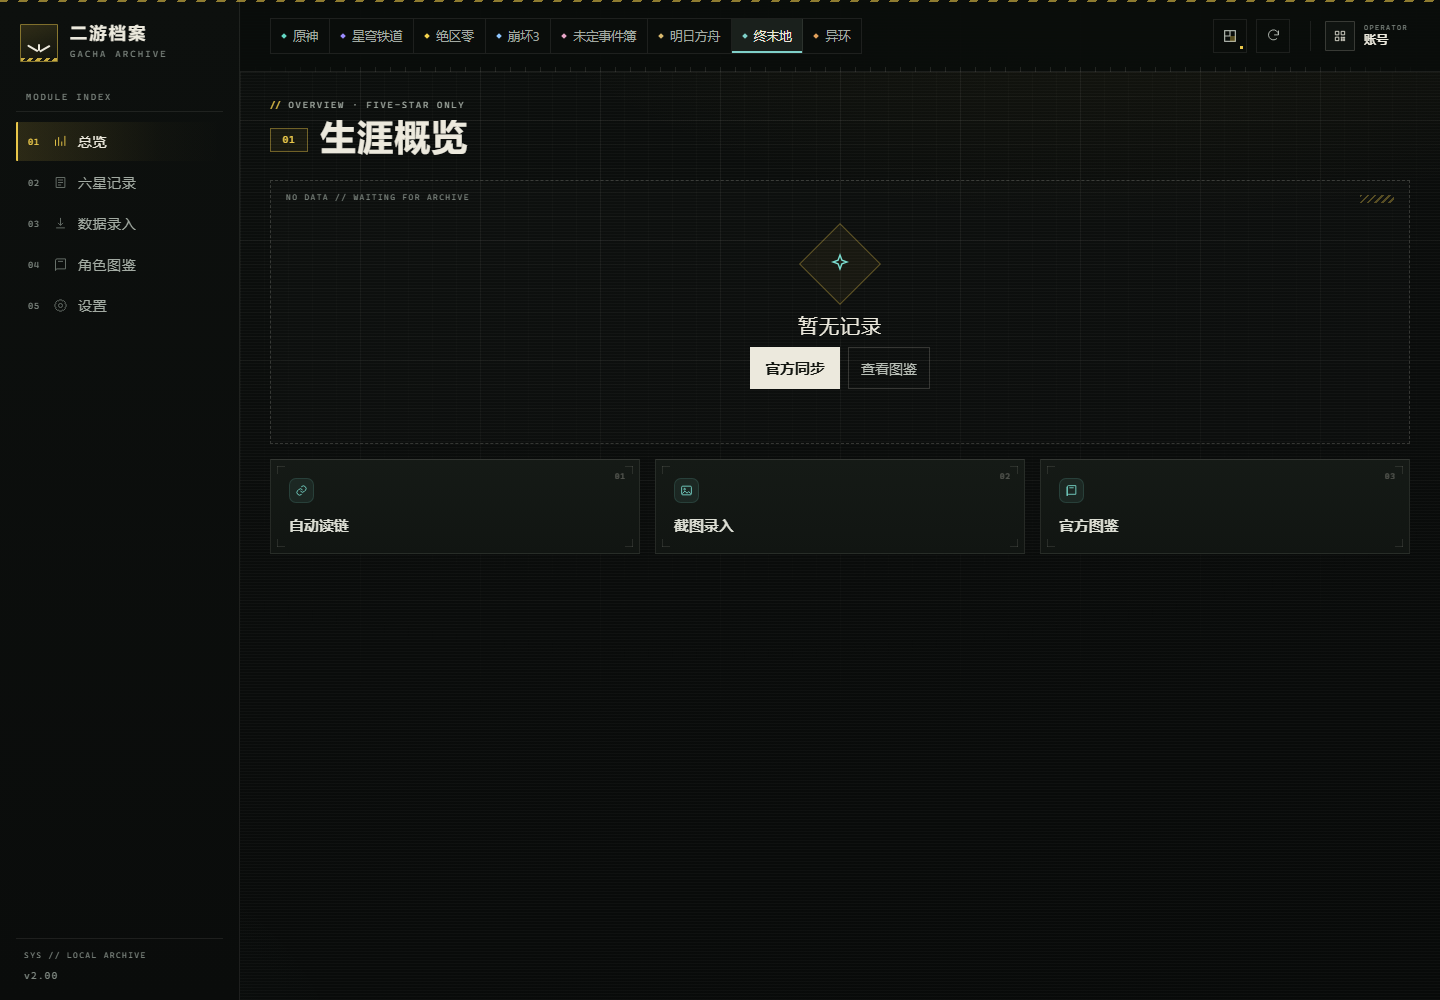 二游档案
GACHA ARCHIVE
MODULE INDEX
01 总览
02 六星记录
03 数据录入
04 角色图鉴
05 设置
SYS // LOCAL ARCHIVE
v2.00
原神 星穹铁道 绝区零 崩坏3 未定事件簿 明日方舟 终末地 异环
OPERATOR
账号
// OVERVIEW · FIVE-STAR ONLY
01 生涯概览
NO DATA // WAITING FOR ARCHIVE
暂无记录
官方同步 查看图鉴
01
自动读链
02
截图录入
03
官方图鉴